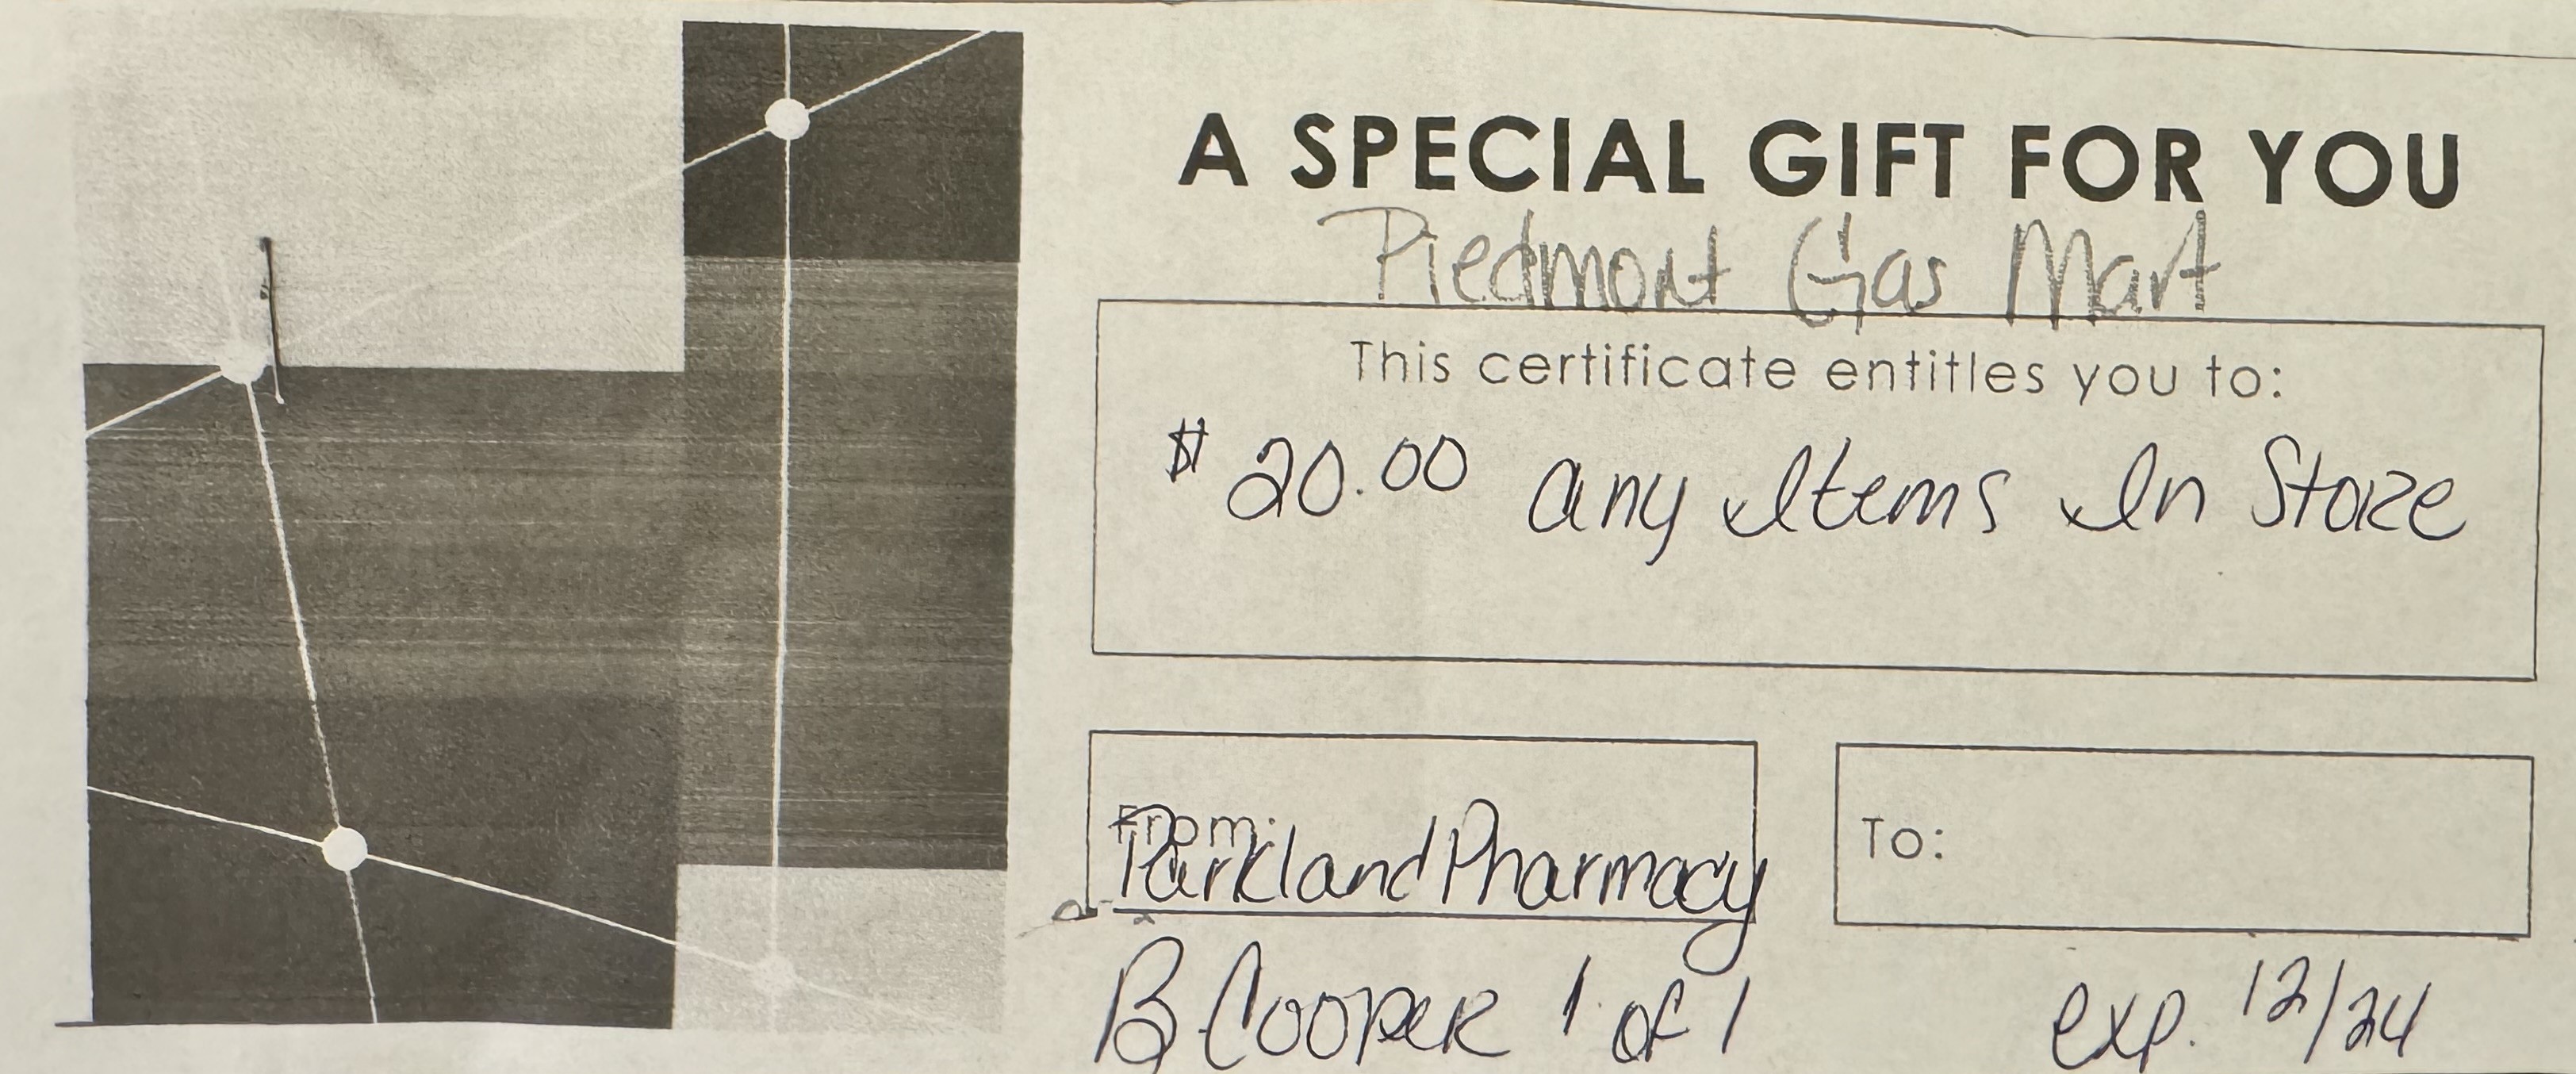 A SPECIAL GIFT FOR YOU
Piedmont Gas Mart
This certificate entitles you to:
$ 20.00 any Items In Store
From:
Parkland Pharmacy
To:
B Cooper 1 of 1
exp. 12/24